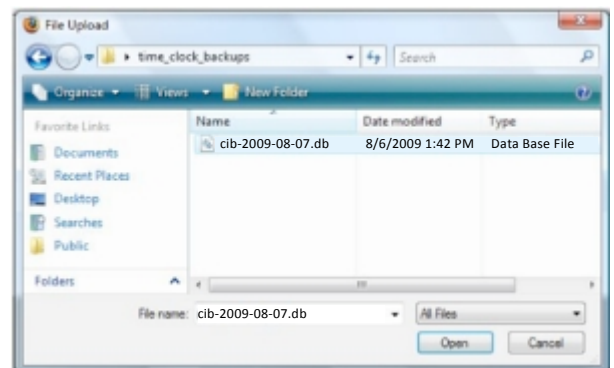 File Upload
time_clock_backups
Search
Organize Views New Folder
Favorite Links
Documents
Recent Places
Desktop
Searches
Public
Folders
Name Date modified Type
cib-2009-08-07.db 8/6/2009 1:42 PM Data Base File
File name: cib-2009-08-07.db All Files
Open Cancel